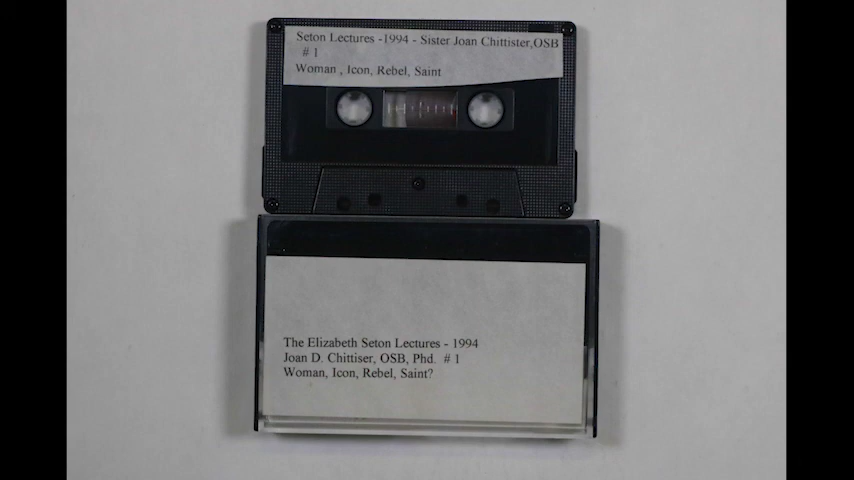 Seton Lectures -1994 - Sister Joan Chittister,OSB
# 1
Woman , Icon, Rebel, Saint
The Elizabeth Seton Lectures - 1994
Joan D. Chittiser, OSB, Phd. # 1
Woman, Icon, Rebel, Saint?